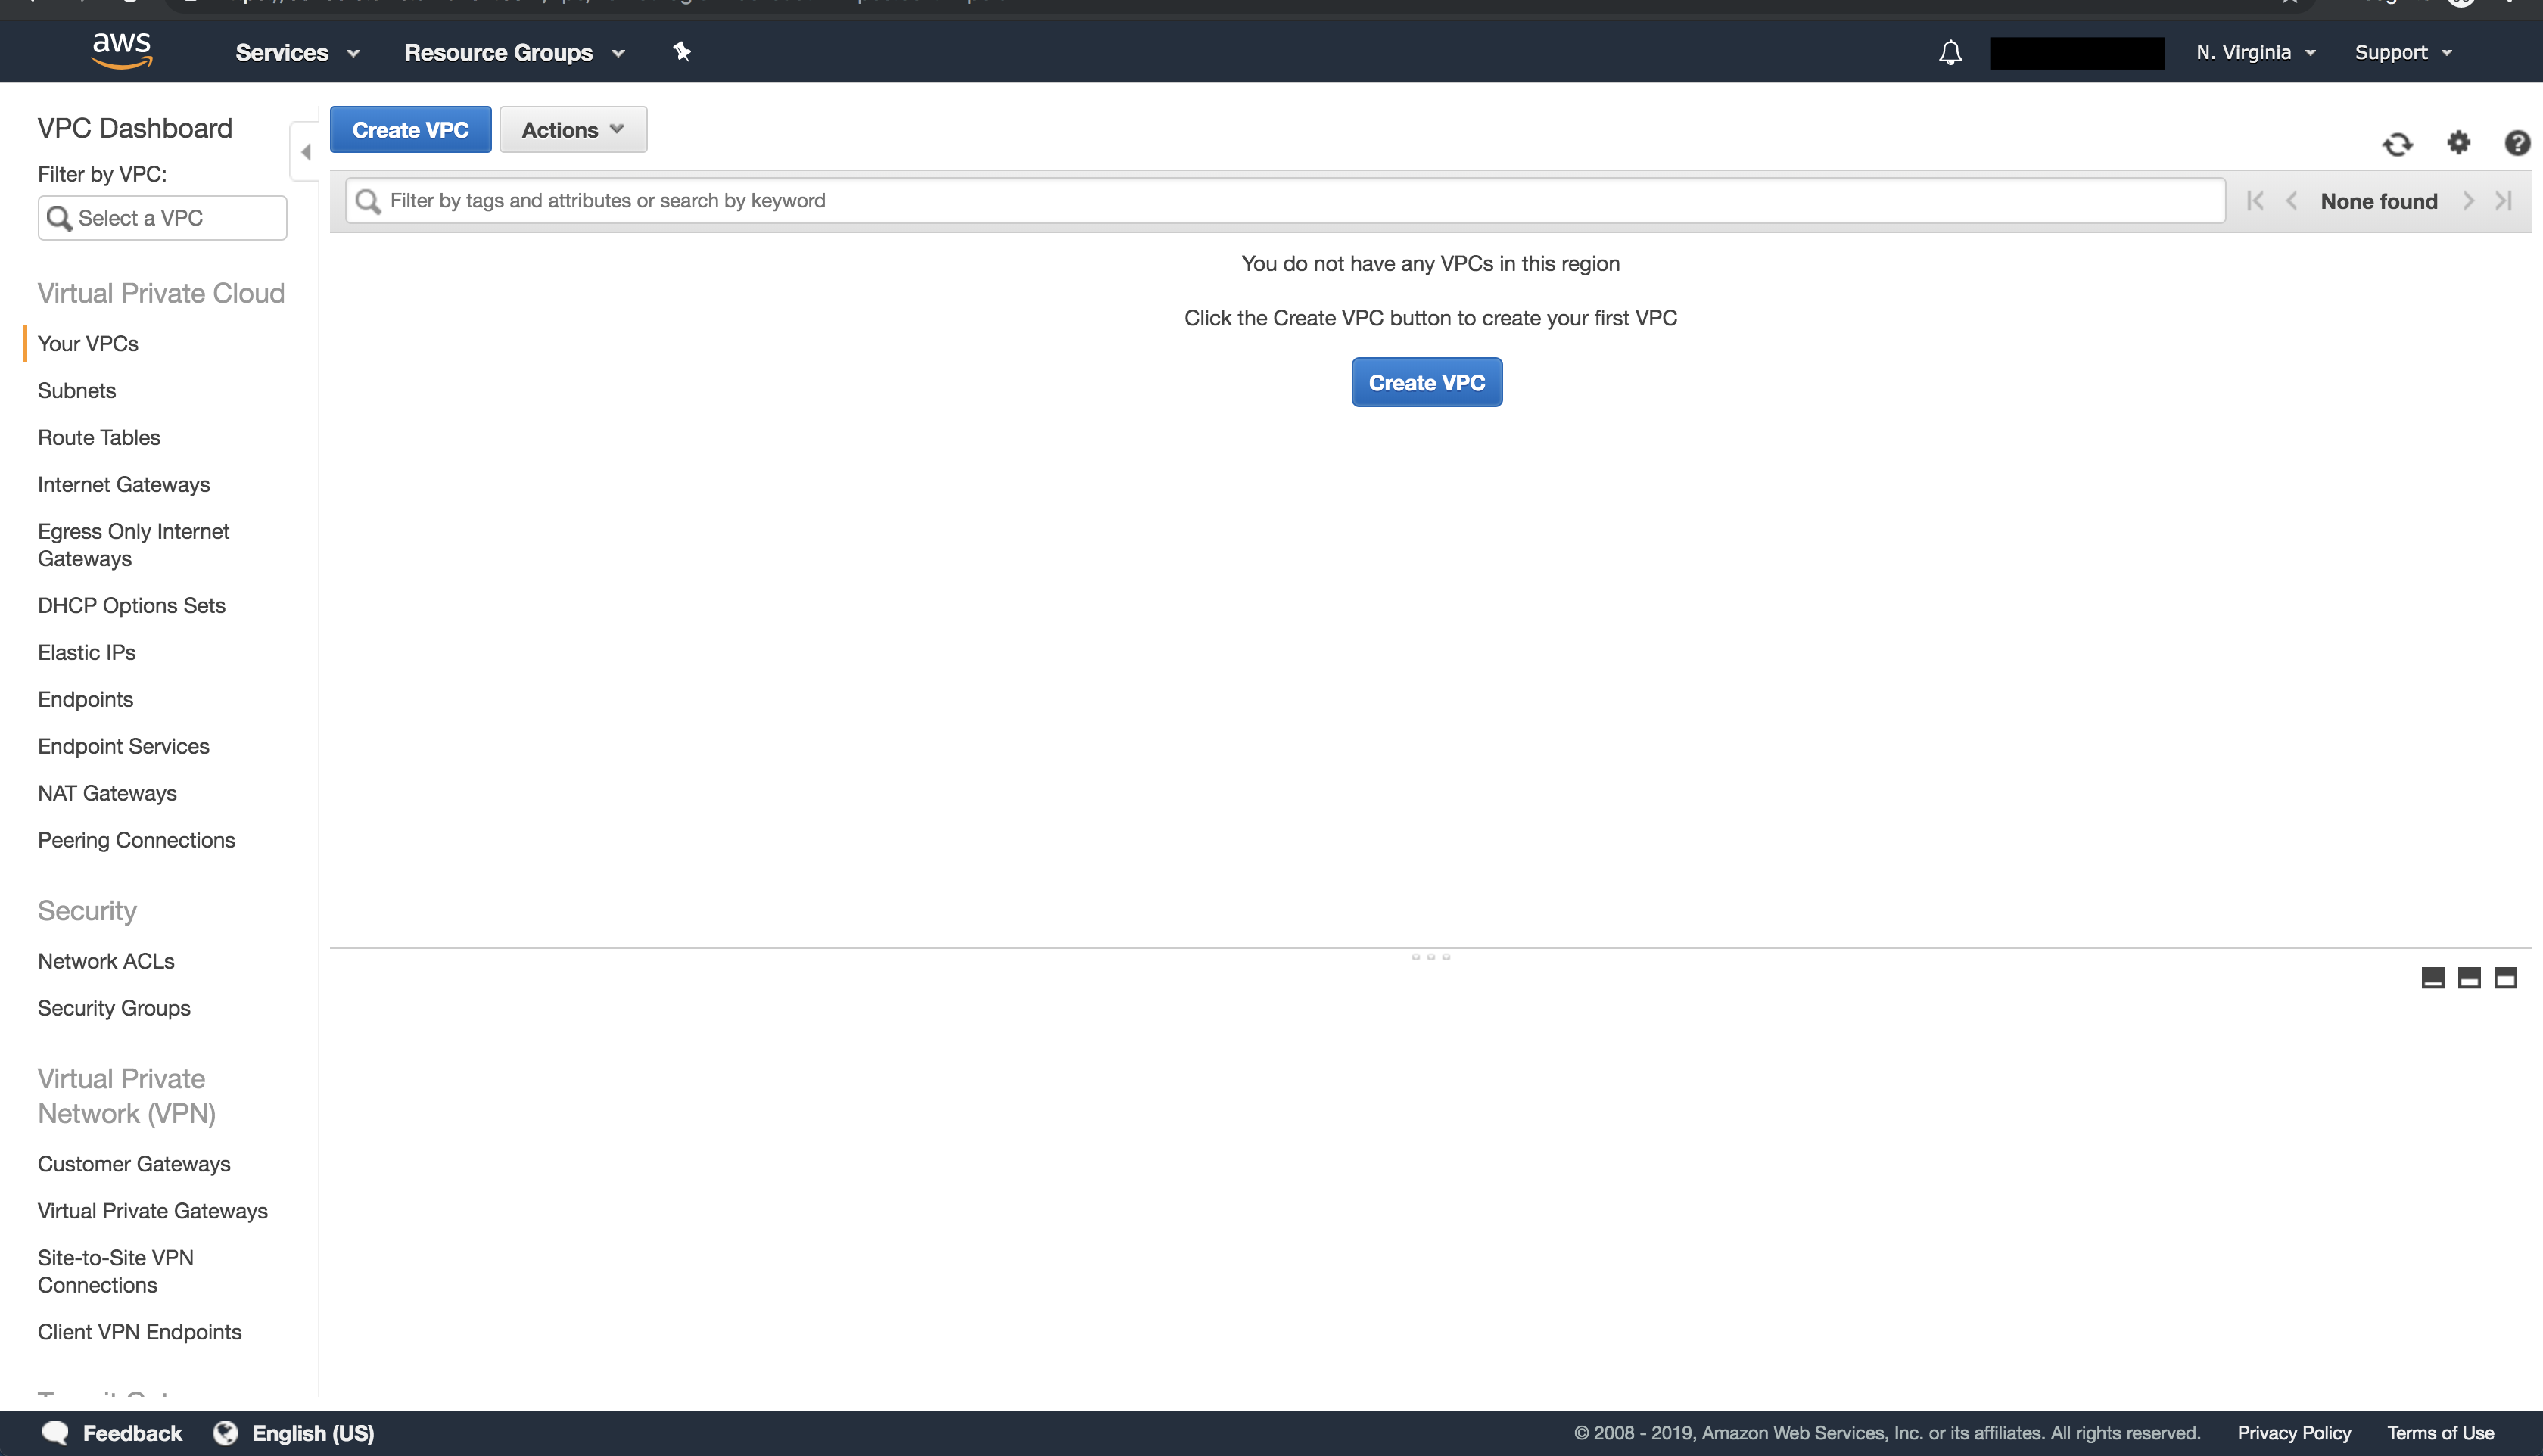 aws
Services
Resource Groups
N. Virginia
Support
VPC Dashboard
Filter by VPC:
Select a VPC
Virtual Private Cloud
Your VPCs
Subnets
Route Tables
Internet Gateways
Egress Only Internet
Gateways
DHCP Options Sets
Elastic IPs
Endpoints
Endpoint Services
NAT Gateways
Peering Connections
Security
Network ACLs
Security Groups
Virtual Private
Network (VPN)
Customer Gateways
Virtual Private Gateways
Site-to-Site VPN
Connections
Client VPN Endpoints
Create VPC
Actions
Filter by tags and attributes or search by keyword
None found
You do not have any VPCs in this region
Click the Create VPC button to create your first VPC
Create VPC
Feedback
English (US)
© 2008 - 2019, Amazon Web Services, Inc. or its affiliates. All rights reserved.
Privacy Policy
Terms of Use